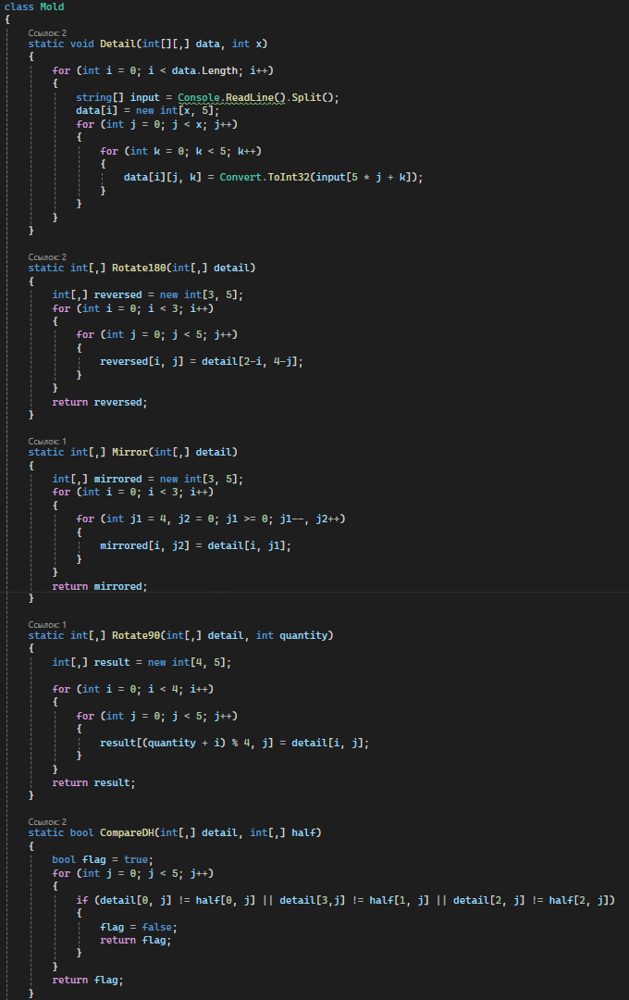 class Mold
{
Ссылок: 2
static void Detail(int[][,] data, int x)
{
for (int i = 0; i < data.Length; i++)
{
string[] input = Console.ReadLine().Split();
data[i] = new int[x, 5];
for (int j = 0; j < x; j++)
{
for (int k = 0; k < 5; k++)
{
data[i][j, k] = Convert.ToInt32(input[5 * j + k]);
}
}
}
}
Ссылок: 2
static int[,] Rotate180(int[,] detail)
{
int[,] reversed = new int[3, 5];
for (int i = 0; i < 3; i++)
{
for (int j = 0; j < 5; j++)
{
reversed[i, j] = detail[2-i, 4-j];
}
}
return reversed;
}
Ссылок: 1
static int[,] Mirror(int[,] detail)
{
int[,] mirrored = new int[3, 5];
for (int i = 0; i < 3; i++)
{
for (int j1 = 4, j2 = 0; j1 >= 0; j1--, j2++)
{
mirrored[i, j2] = detail[i, j1];
}
}
return mirrored;
}
Ссылок: 1
static int[,] Rotate90(int[,] detail, int quantity)
{
int[,] result = new int[4, 5];
for (int i = 0; i < 4; i++)
{
for (int j = 0; j < 5; j++)
{
result[(quantity + i) % 4, j] = detail[i, j];
}
}
return result;
}
Ссылок: 2
static bool CompareDH(int[,] detail, int[,] half)
{
bool flag = true;
for (int j = 0; j < 5; j++)
{
if (detail[0, j] != half[0, j] || detail[3,j] != half[1, j] || detail[2, j] != half[2, j])
{
flag = false;
return flag;
}
}
return flag;
}